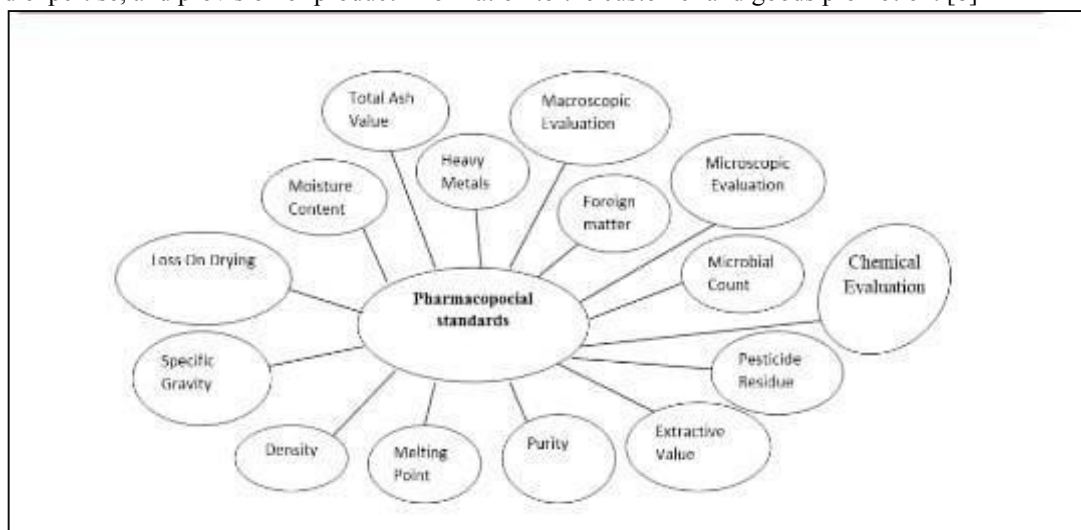 Total Ash
Value
Macroscopic
Evaluation
Heavy
Metals
Microscopic
Evaluation
Moisture
Content
Foreign
matter
Loss On Drying
Microbial
Count
Chemical
Evaluation
Pharmacopocial
standards
Specific
Gravity
Pesticide
Residue
Density
Melting
Point
Purity
Extractive
Value